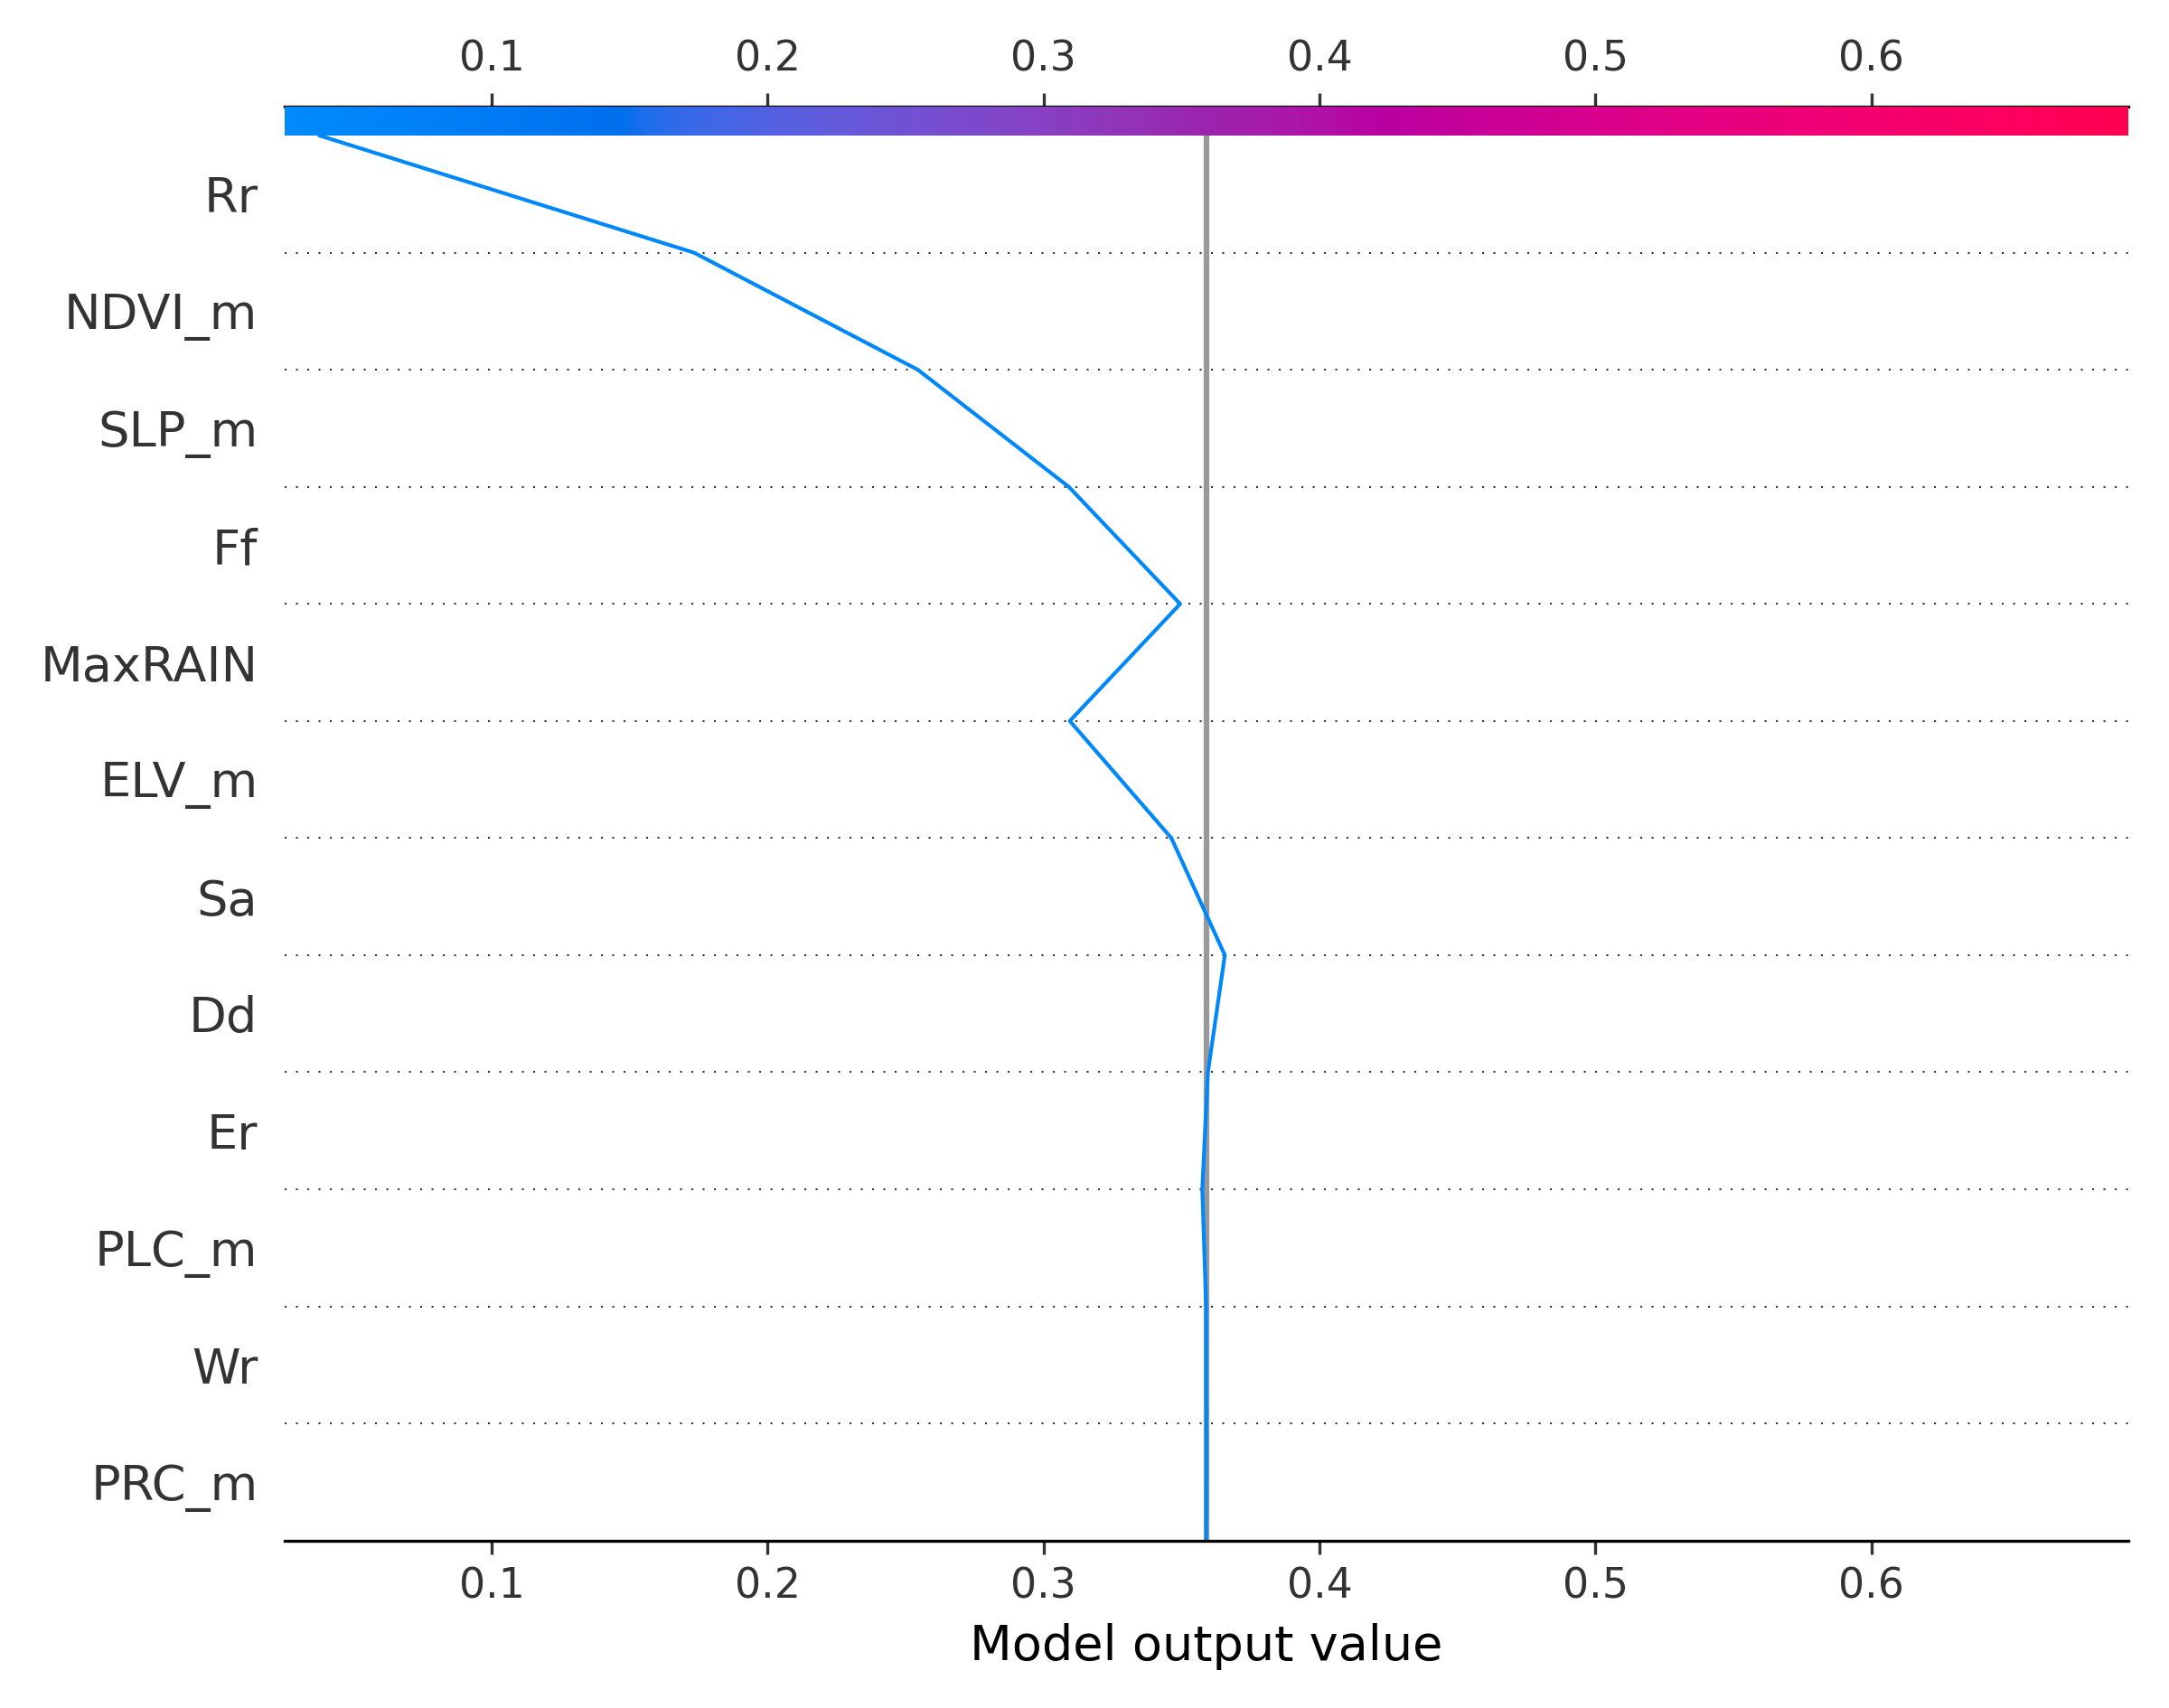 0.1 0.2 0.3 0.4 0.5 0.6
Rr
NDVI_m
SLP_m
Ff
MaxRAIN
ELV_m
Sa
Dd
Er
PLC_m
Wr
PRC_m
0.1 0.2 0.3 0.4 0.5 0.6
Model output value